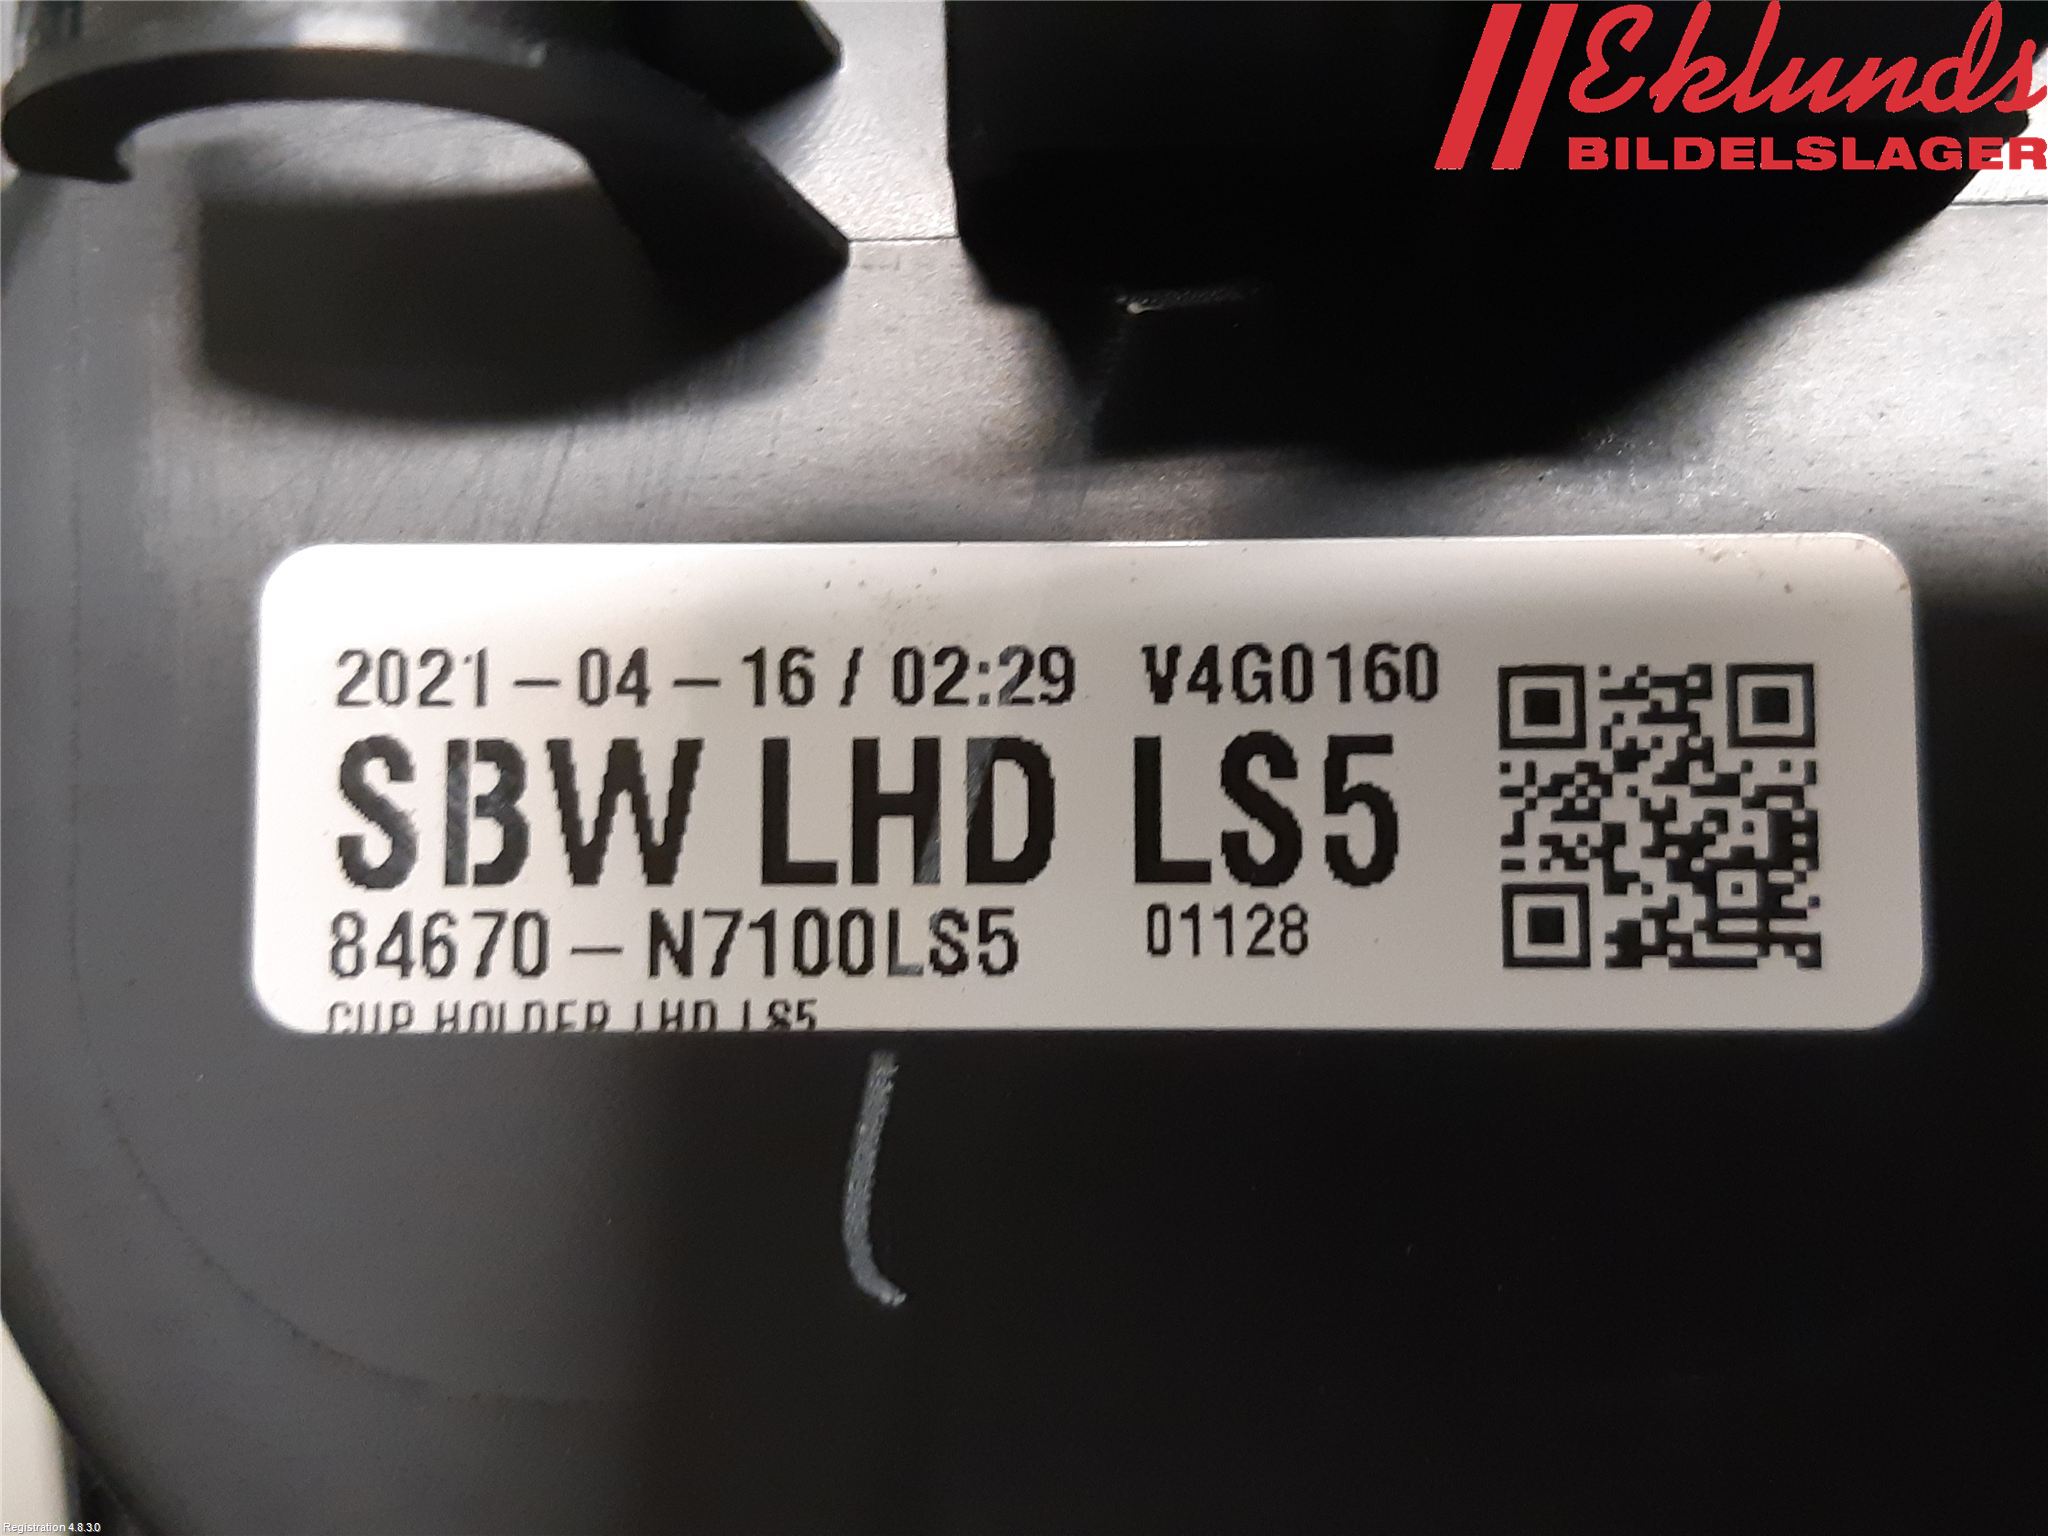 Eklunds
BILDELSLAGER
2021-04-16/02:29 V4G0160
SBW LHD LS5
84670-N7100LS5 01128
CUP HOLDER LHD LS5
Registration 4.8.3.0